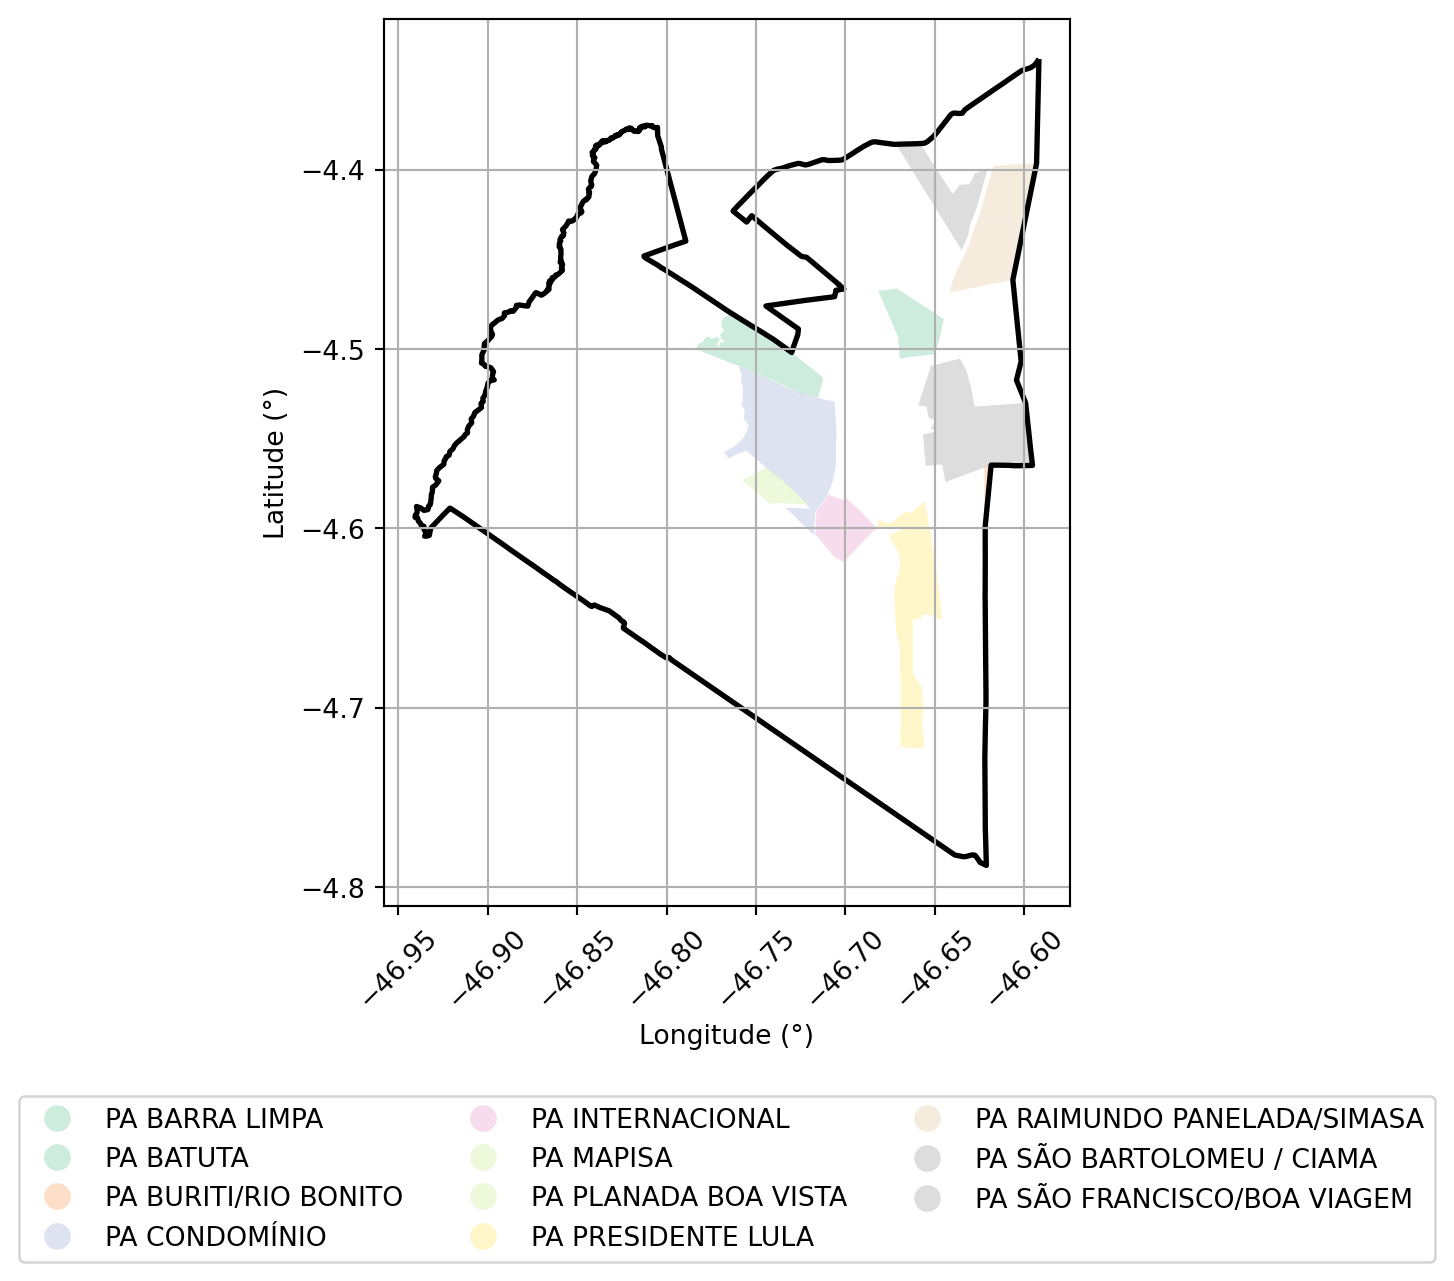 −4.4
−4.5
−4.6
−4.7
−4.8
Latitude (°)
−46.95
−46.90
−46.85
−46.80
−46.75
−46.70
−46.65
−46.60
Longitude (°)
PA BARRA LIMPA
PA BATUTA
PA BURITI/RIO BONITO
PA CONDOMÍNIO
PA INTERNACIONAL
PA MAPISA
PA PLANADA BOA VISTA
PA PRESIDENTE LULA
PA RAIMUNDO PANELADA/SIMASA
PA SÃO BARTOLOMEU / CIAMA
PA SÃO FRANCISCO/BOA VIAGEM